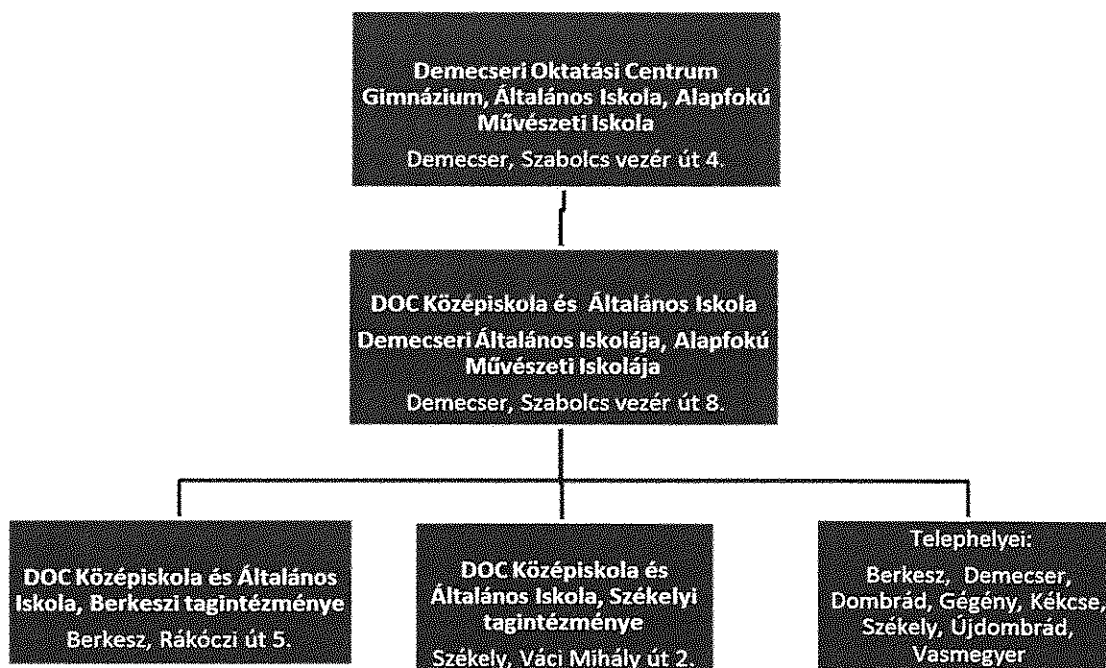 Demecseri Oktatási Centrum
Gimnázium, Általános Iskola, Alapfokú
Művészeti Iskola
Demecser, Szabolcs vezér út 4.
DOC Középiskola és Általános Iskola
Demecseri Általános Iskolája, Alapfokú
Művészeti Iskolája
Demecser, Szabolcs vezér út 8.
DOC Középiskola és Általános
Iskola, Berkeszi tagintézménye
Berkesz, Rákóczi út 5.
DOC Középiskola és
Általános Iskola, Székelyi
tagintézménye
Székely, Váci Mihály út 2.
Telephelyei:
Berkesz, Demecser,
Dombrád, Gégény, Kékcse,
Székely, Újdombrád,
Vasmegyer